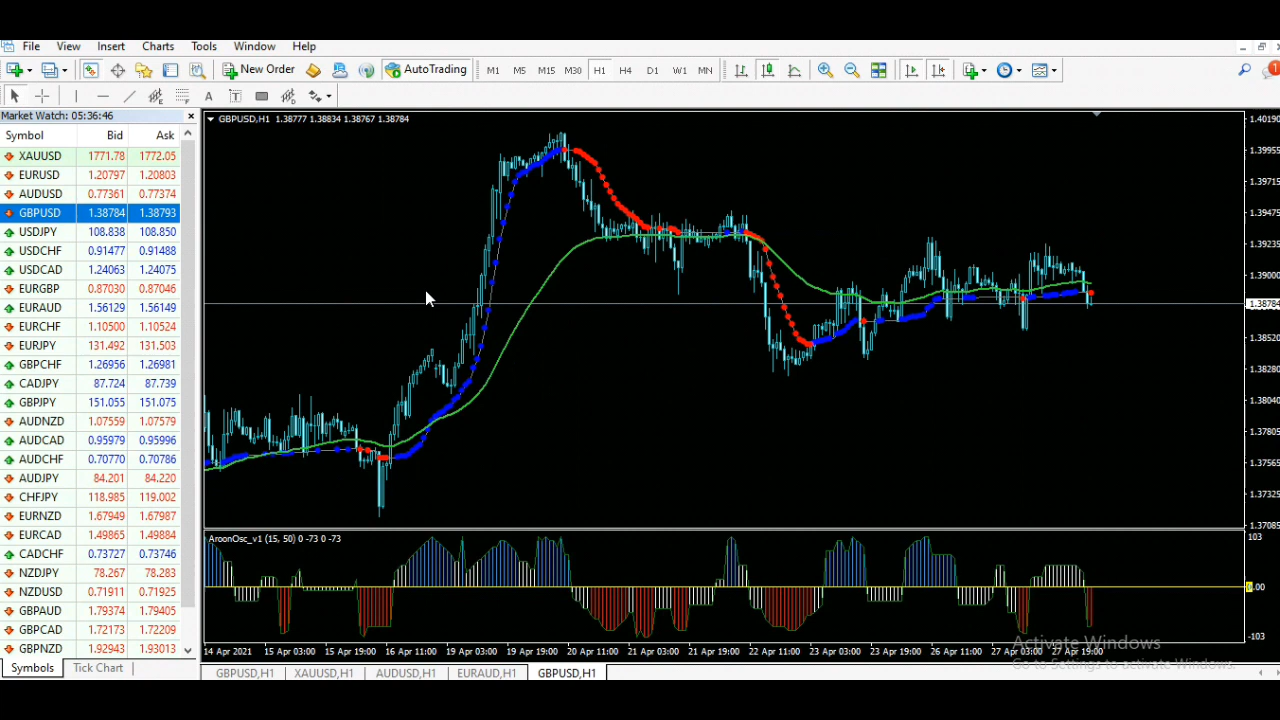 File View Insert Charts Tools Window Help
New Order AutoTrading M1 M5 M15 M30 H1 H4 D1 W1 MN
A T
Market Watch: 05:36:46
Symbol Bid Ask
XAUUSD 1771.78 1772.05
EURUSD 1.20797 1.20803
AUDUSD 0.77361 0.77374
GBPUSD 1.38784 1.38793
USDJPY 108.838 108.850
USDCHF 0.91477 0.91488
USDCAD 1.24063 1.24075
EURGBP 0.87030 0.87046
EURAUD 1.56129 1.56149
EURCHF 1.10500 1.10524
EURJPY 131.492 131.503
GBPCHF 1.26956 1.26981
CADJPY 87.724 87.739
GBPJPY 151.055 151.075
AUDNZD 1.07559 1.07579
AUDCAD 0.95979 0.95996
AUDCHF 0.70770 0.70786
AUDJPY 84.201 84.220
CHFJPY 118.985 119.002
EURNZD 1.67949 1.67987
EURCAD 1.49865 1.49884
CADCHF 0.73727 0.73746
NZDJPY 78.267 78.283
NZDUSD 0.71911 0.71925
GBPAUD 1.79374 1.79405
GBPCAD 1.72173 1.72209
GBPNZD 1.92943 1.93013
Symbols Tick Chart
GBPUSD,H1 1.38777 1.38834 1.38767 1.38784
1.40190
1.39955
1.39715
1.39475
1.39235
1.39000
1.38784
1.38520
1.38280
1.38040
1.37805
1.37565
1.37325
1.37085
AroonOsc_v1 (15, 50) 0 -73 0 -73
103
0.00
-103
14 Apr 2021 15 Apr 03:00 15 Apr 19:00 16 Apr 11:00 19 Apr 03:00 19 Apr 19:00 20 Apr 11:00 21 Apr 03:00 21 Apr 19:00 22 Apr 11:00 23 Apr 03:00 23 Apr 19:00 26 Apr 11:00 27 Apr 03:00 27 Apr 19:00
Activate Windows
Go to Settings to activate Windows.
GBPUSD,H1 XAUUSD,H1 AUDUSD,H1 EURAUD,H1 GBPUSD,H1